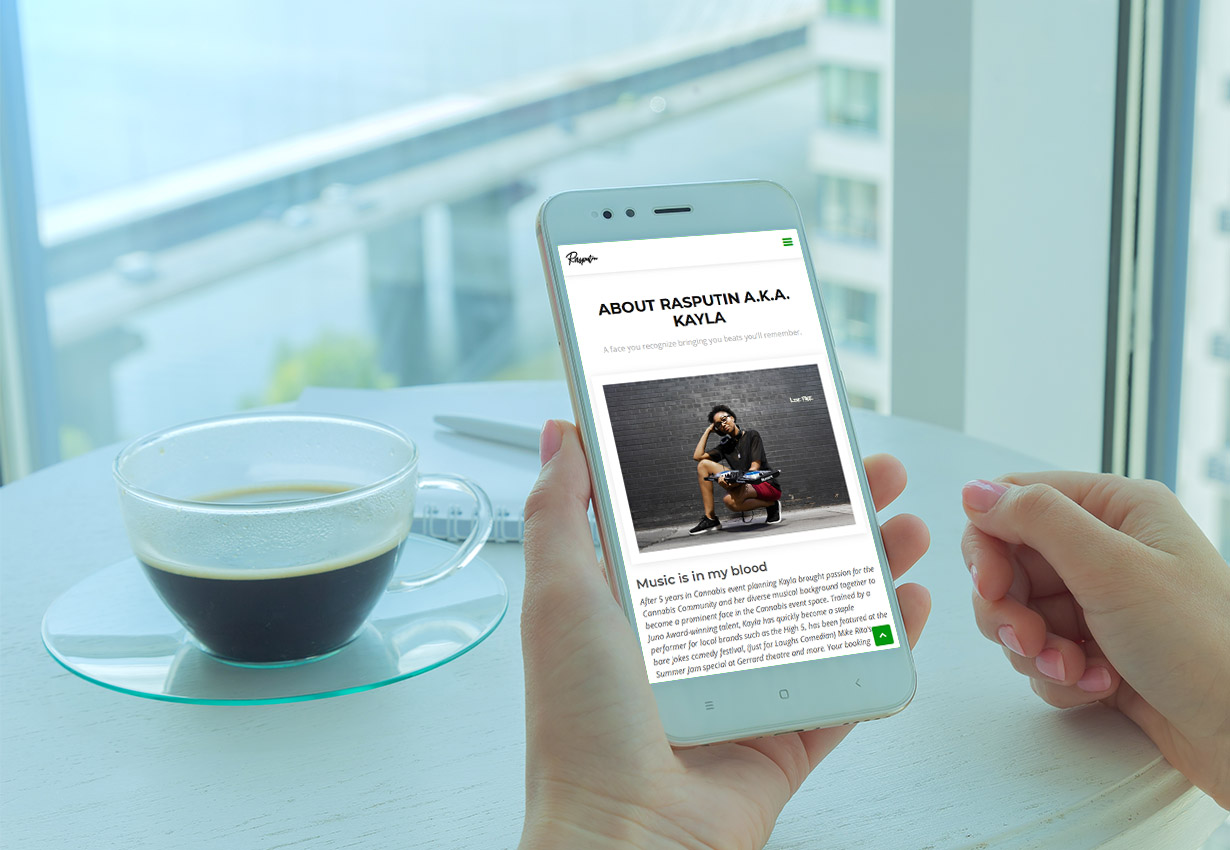 Rasputin
ABOUT RASPUTIN A.K.A.
KAYLA
A face you recognize bringing you beats you'll remember.
Music is in my blood
After 5 years in Cannabis event planning Kayla brought passion for the
Cannabis Community and her diverse musical background together to
become a prominent face in the Cannabis event space. Trained by a
Juno Award-winning talent, Kayla has quickly become a staple
performer for local brands such as the High 5, has been featured at the
bare jokes comedy festival, (Just for Laughs Comedian) Mike Rita's
Summer Jam special at Gerrard theatre and more. Your booking